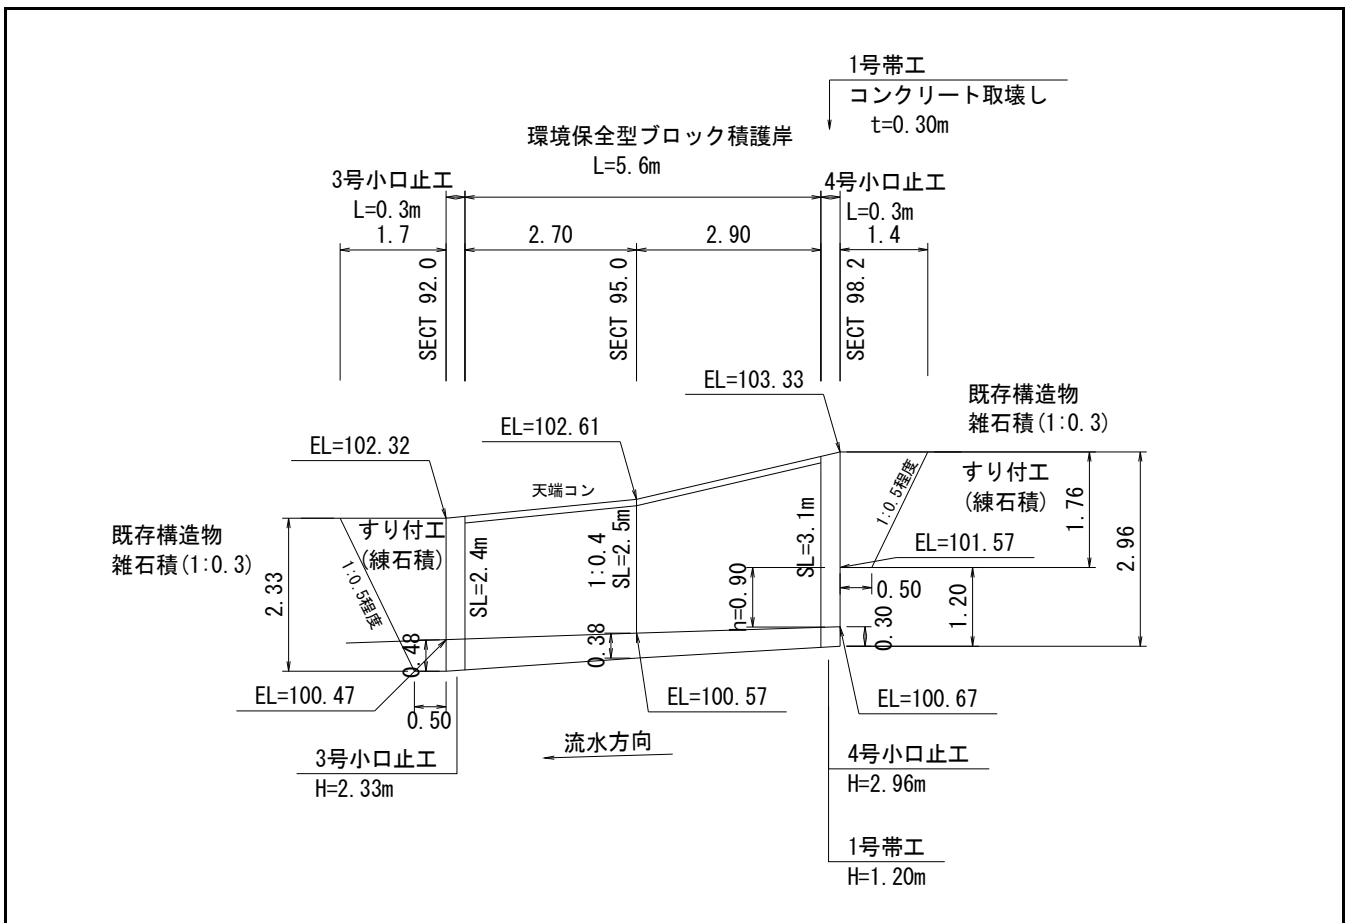 1号帯工
コンクリート取壊し
t=0.30m
環境保全型ブロック積護岸
L=5.6m
3号小口止工
L=0.3m
4号小口止工
L=0.3m
1.7
2.70
2.90
1.4
SECT 92.0
SECT 95.0
SECT 98.2
EL=103.33
既存構造物
雑石積(1:0.3)
EL=102.32
EL=102.61
天端コン
すり付工
(練石積)
1:0.5程度
1.76
2.96
既存構造物
雑石積(1:0.3)
すり付工
(練石積)
1:0.5程度
2.33
SL=2.4m
1:0.4
SL=2.5m
SL=3.1m
EL=101.57
h=0.90
0.50
1.20
0.30
0.48
0.38
EL=100.47
0.50
EL=100.57
EL=100.67
流水方向
3号小口止工
H=2.33m
4号小口止工
H=2.96m
1号帯工
H=1.20m